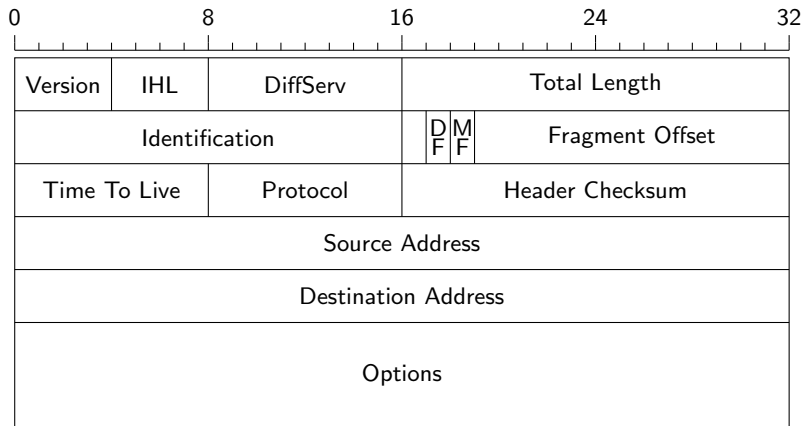 0 8 16 24 32
Version IHL DiffServ Total Length
Identification D F M F Fragment Offset
Time To Live Protocol Header Checksum
Source Address
Destination Address
Options